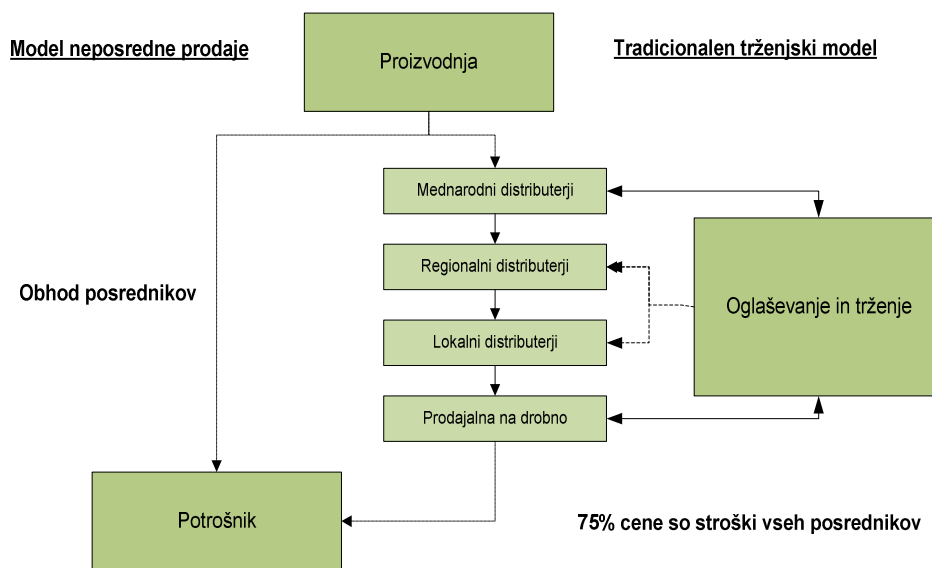 Model neposredne prodaje
Proizvodnja
Tradicionalen trženjski model
Mednarodni distributerji
Regionalni distributerji
Obhod posrednikov
Oglaševanje in trženje
Lokalni distributerji
Prodajalna na drobno
Potrošnik
75% cene so stroški vseh posrednikov